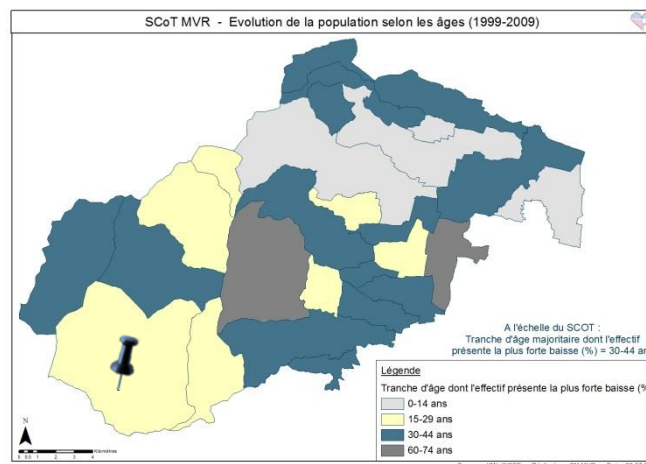 SCoT MVR - Evolution de la population selon les âges (1999-2009)
A l'échelle du SCOT :
Tranche d'âge majoritaire dont l'effectif
présente la plus forte baisse (%) = 30-44 an
Légende
Tranche d'âge dont l'effectif présente la plus forte baisse (%
0-14 ans
15-29 ans
30-44 ans
60-74 ans
N
Kilomètres